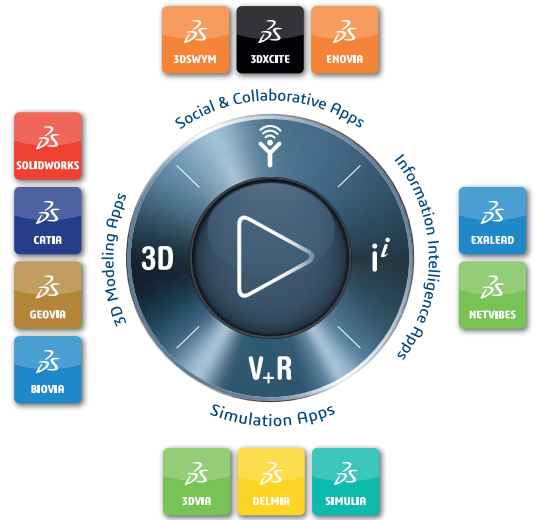 3DSWYM
3DXCITE
ENOVIA
Social & Collaborative Apps
SOLIDWORKS
CATIA
GEOVIA
BIOVIA
3D Modeling Apps
3D
i i
Information Intelligence Apps
EXALEAD
NETVIBES
V+R
Simulation Apps
3DVIA
DELMIA
SIMULIA